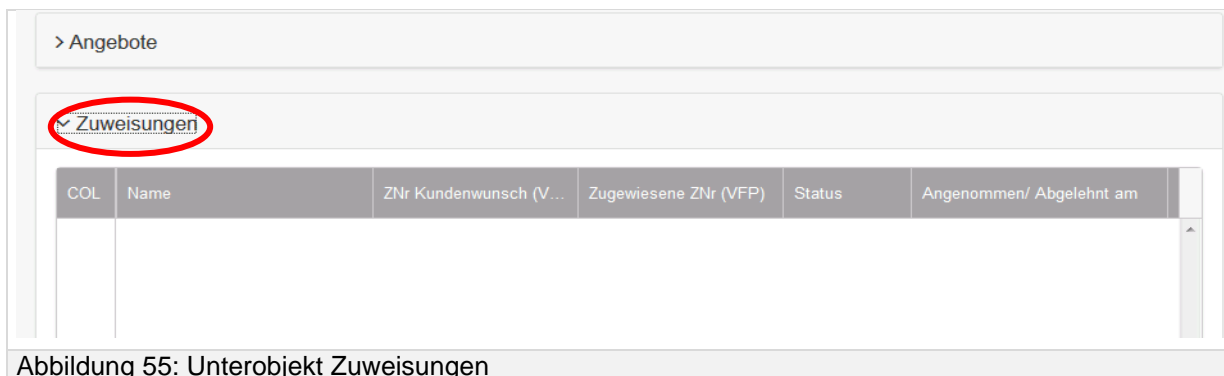 > Angebote
Zuweisungen
COL Name ZNr Kundenwunsch (V... Zugewiesene ZNr (VFP) Status Angenommen/ Abgelehnt am
Abbildung 55: Unterobjekt Zuweisungen